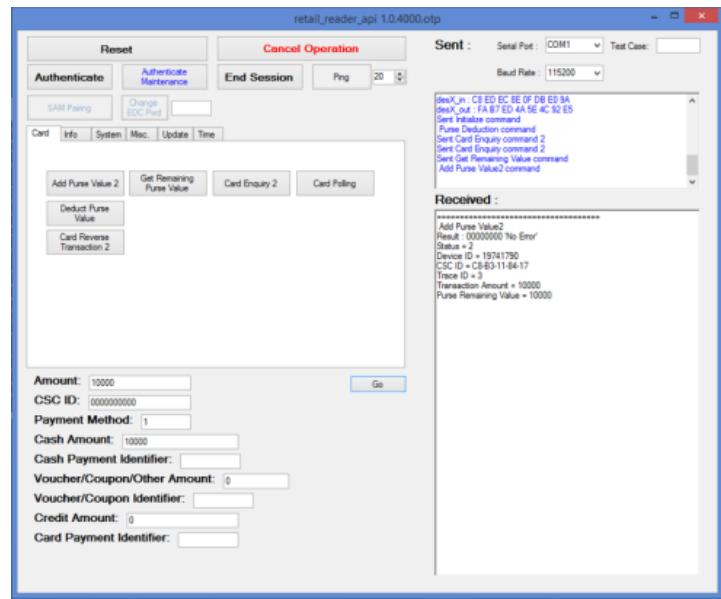 retail_reader_api 1.0.4000.otp
Reset
Cancel Operation
Authenticate
Authenticate
Maintenance
End Session
Ping
20
SAM Pairing
Change
EDC Pwd
Card
Info
System
Misc.
Update
Time
Add Purse Value 2
Get Remaining
Purse Value
Card Enquiry 2
Card Polling
Deduct Purse
Value
Card Reverse
Transaction 2
Amount: 10000
Go
CSC ID: 0000000000
Payment Method: 1
Cash Amount: 10000
Cash Payment Identifier:
Voucher/Coupon/Other Amount: 0
Voucher/Coupon Identifier:
Credit Amount: 0
Card Payment Identifier:
Sent :
Serial Port : COM1
Test Case:
Baud Rate : 115200
desX_in : C8 ED EC 8E 0F DB ED 9A
desX_out : FA B7 ED 4A 5E 4C 92 E5
Sent Initialize command
Purse Deduction command
Sent Card Enquiry command 2
Sent Card Enquiry command 2
Sent Get Remaining Value command
Add Purse Value2 command
Received :
====================================
Add Purse Value2
Result : 00000000 'No Error'
Status = 2
Device ID = 19741790
CSC ID = C8-B3-11-84-17
Trace ID = 3
Transaction Amount = 10000
Purse Remaining Value = 10000